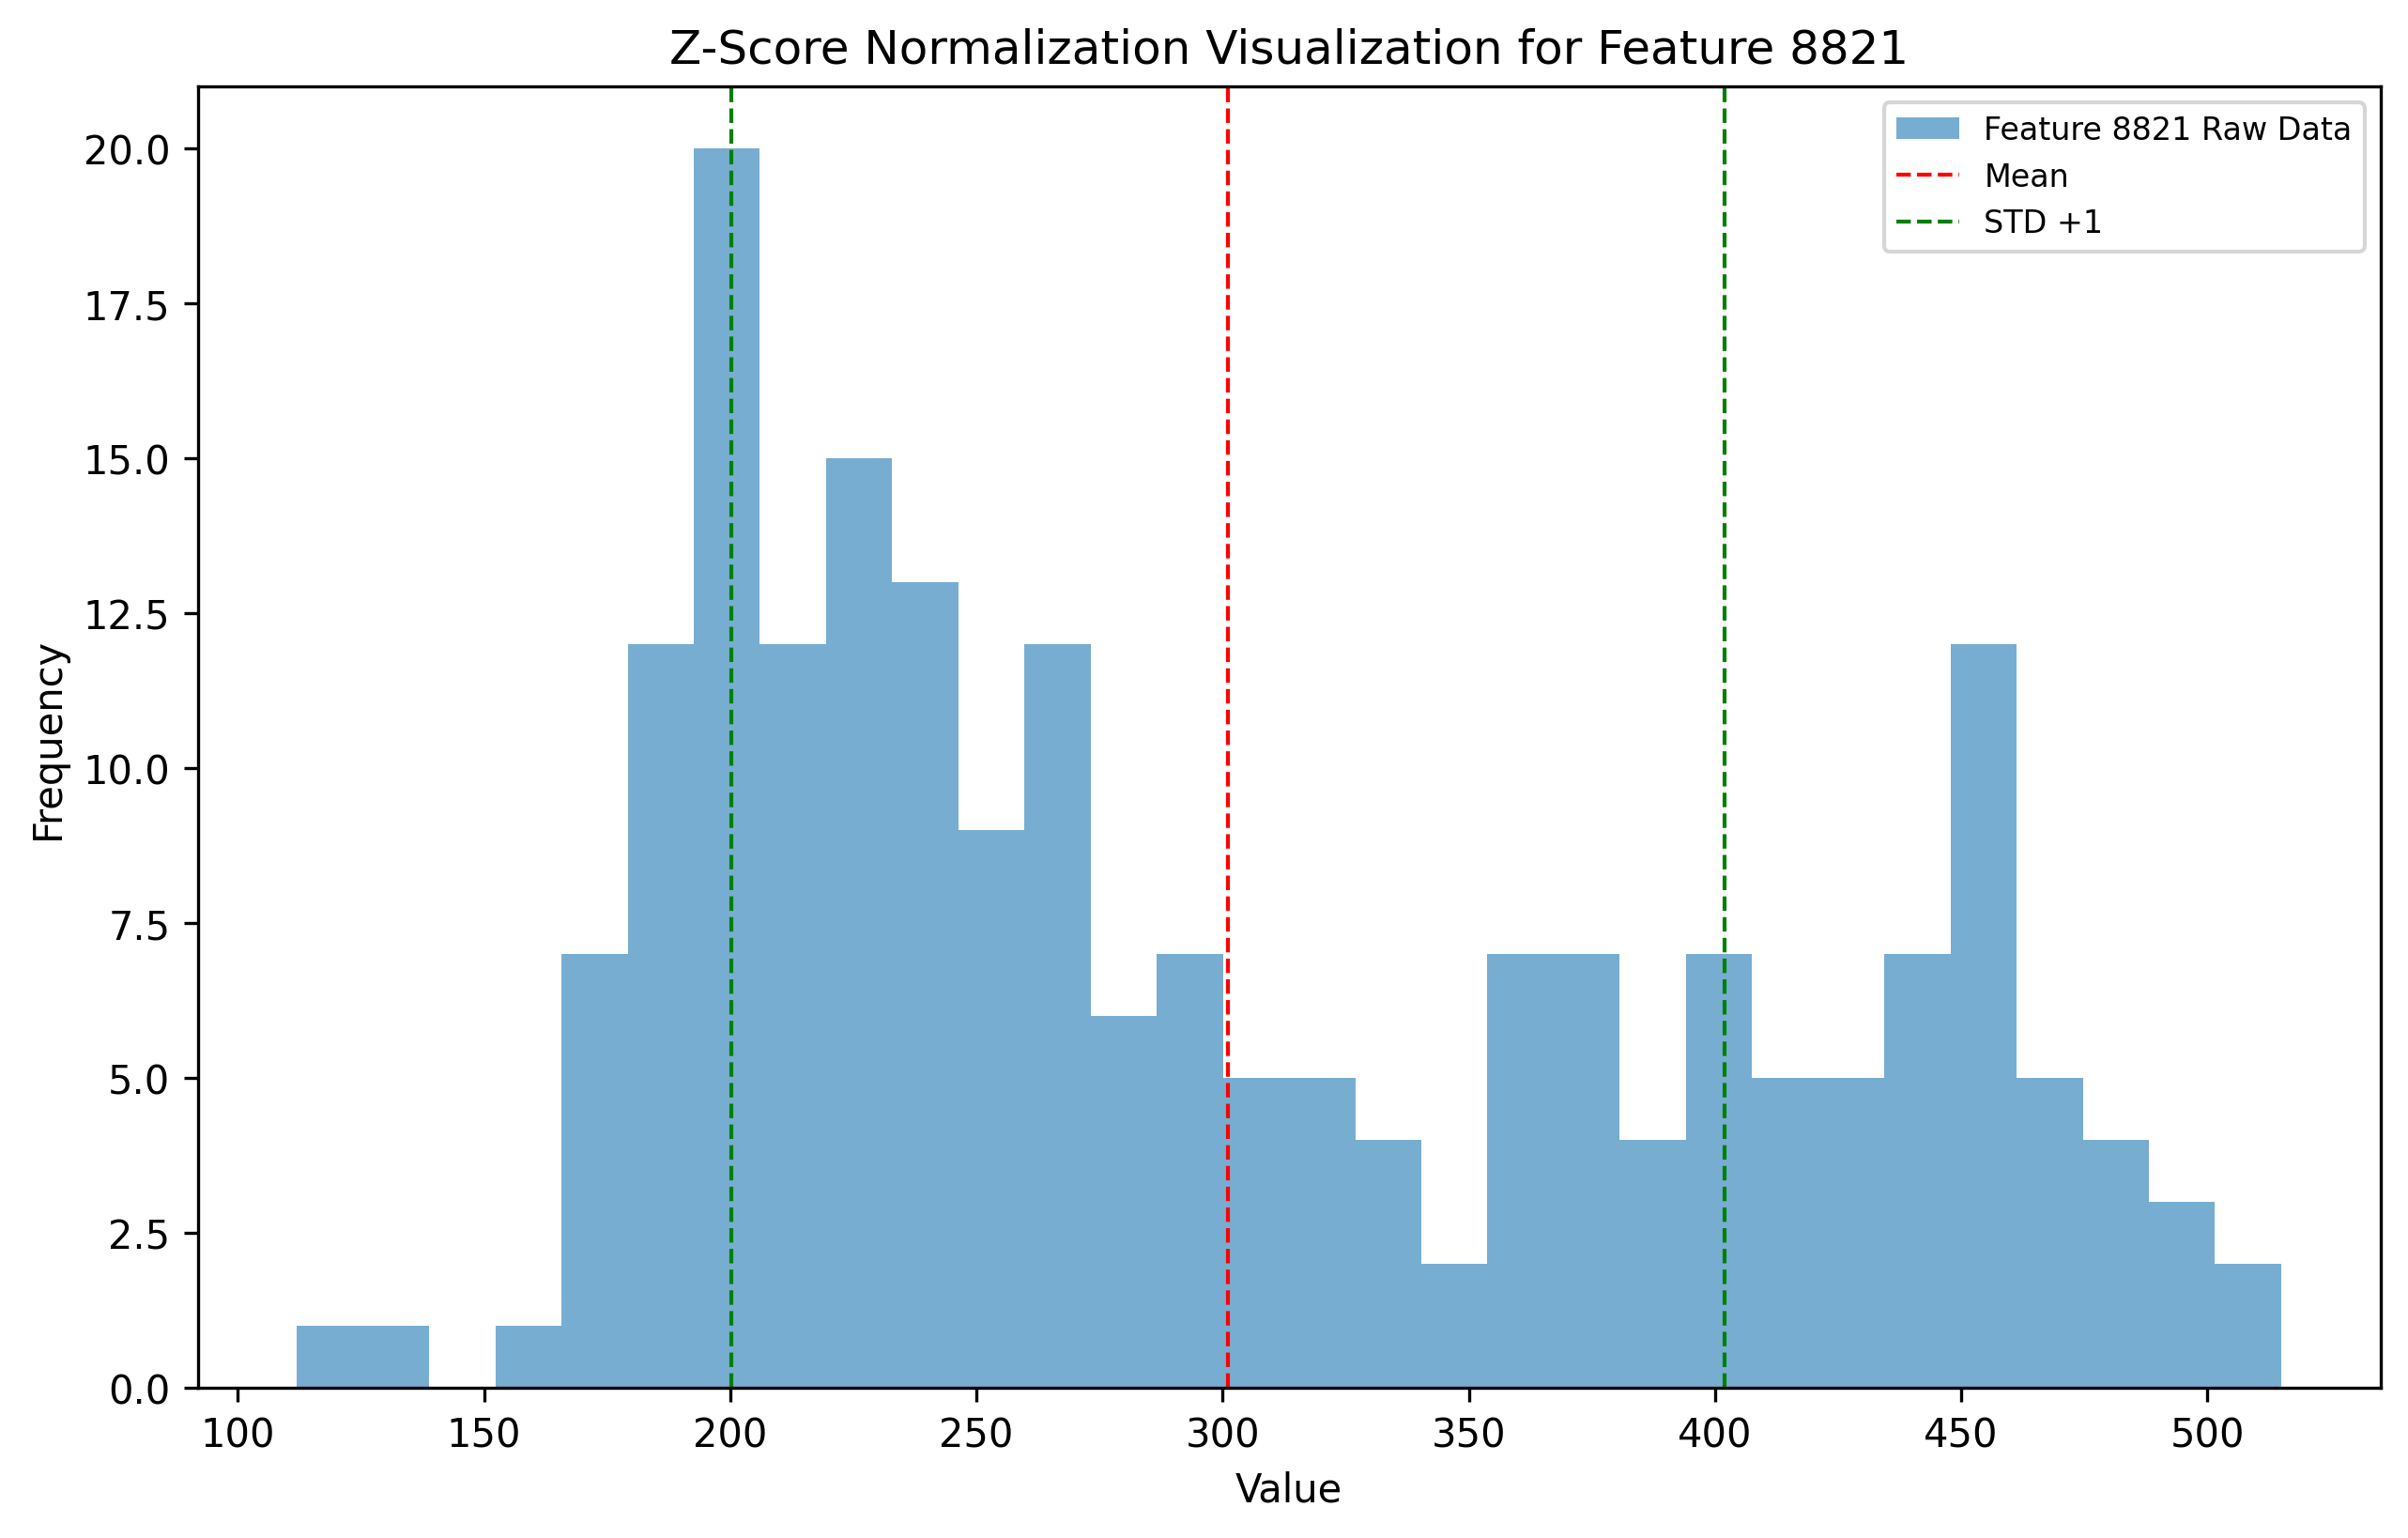 Z-Score Normalization Visualization for Feature 8821
Feature 8821 Raw Data
Mean
STD +1
Frequency
20.0
17.5
15.0
12.5
10.0
7.5
5.0
2.5
0.0
100 150 200 250 300 350 400 450 500
Value